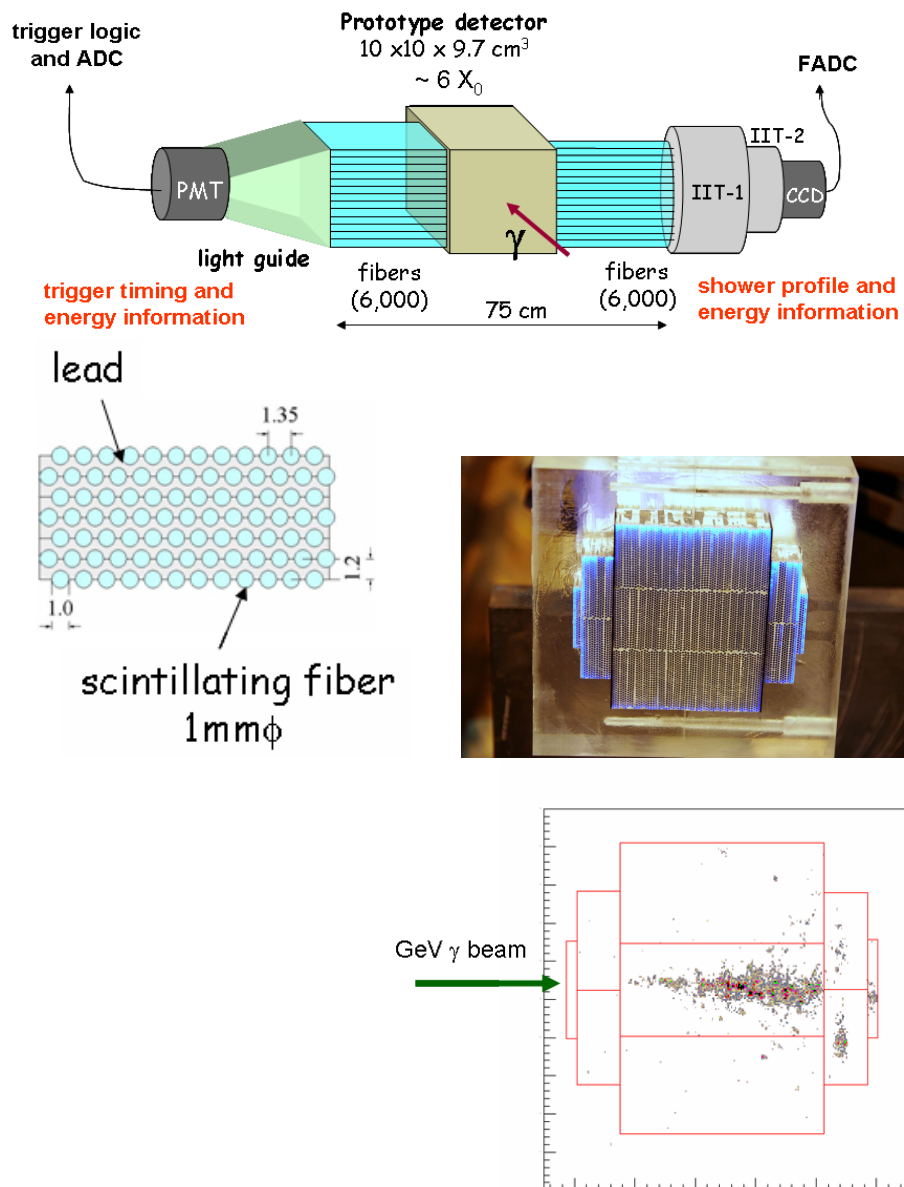 trigger logic
and ADC
Prototype detector
10 x10 x 9.7 cm³
~ 6 X₀
FADC
IIT-2
PMT
IIT-1
CCD
γ
light guide
fibers
(6,000)
fibers
(6,000)
trigger timing and
energy information
75 cm
shower profile and
energy information
lead
1.35
1.2
1.0
scintillating fiber
1mmϕ
GeV γ beam